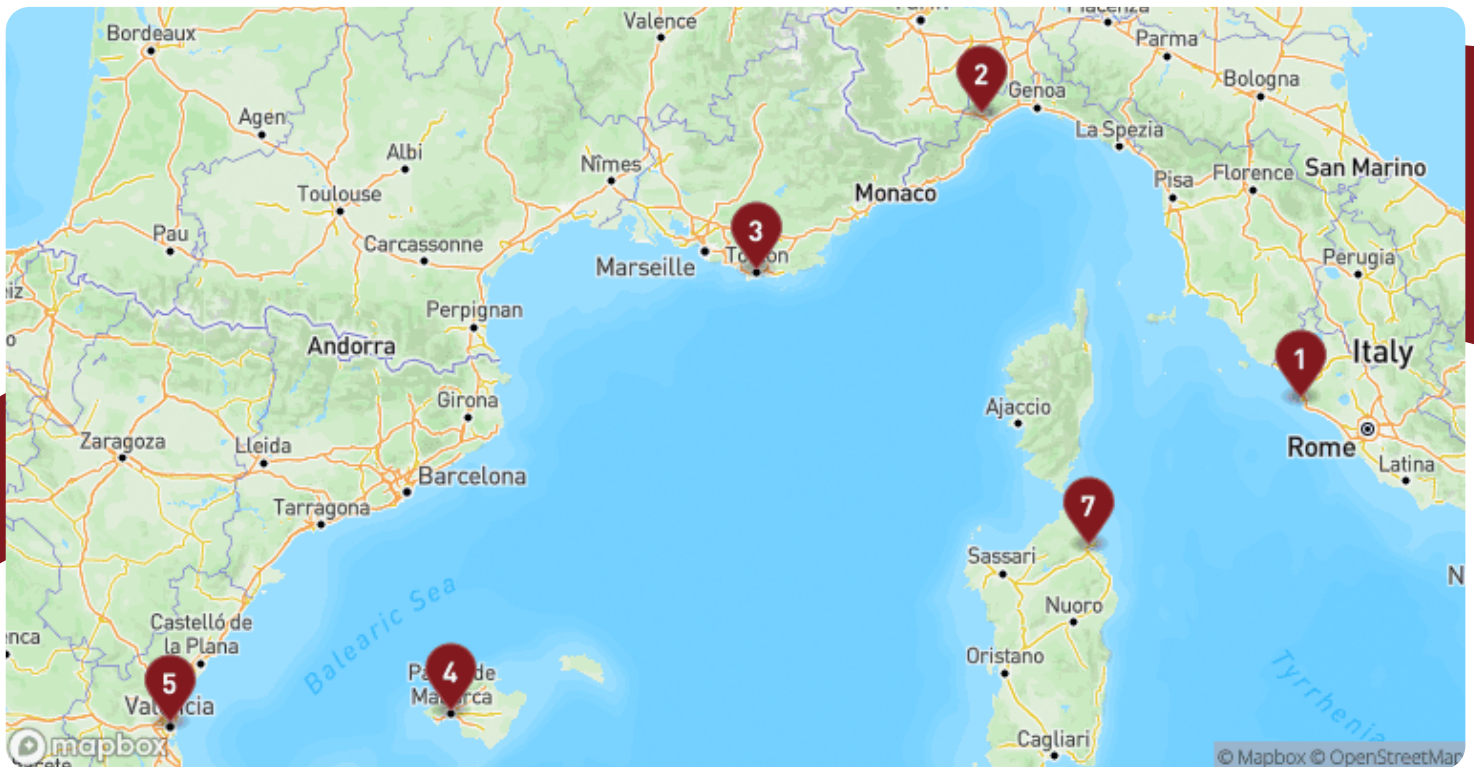 Piacenza
Valence
Bordeaux
Parma
2
Bologna
Genoa
Agen
La Spezia
Albi
Nîmes
San Marino
Florence
Pisa
Toulouse
Monaco
3
Pau
Carcassonne
Marseille
Perugia
Perpignan
Andorra
1
Italy
Girona
Ajaccio
Zaragoza
Lleida
Rome
Barcelona
Latina
Tarragona
7
Sassari
Balearic Sea
Nuoro
Castelló de
la Plana
Oristano
4
5
Cagliari
mapbox
© Mapbox © OpenStreetMap